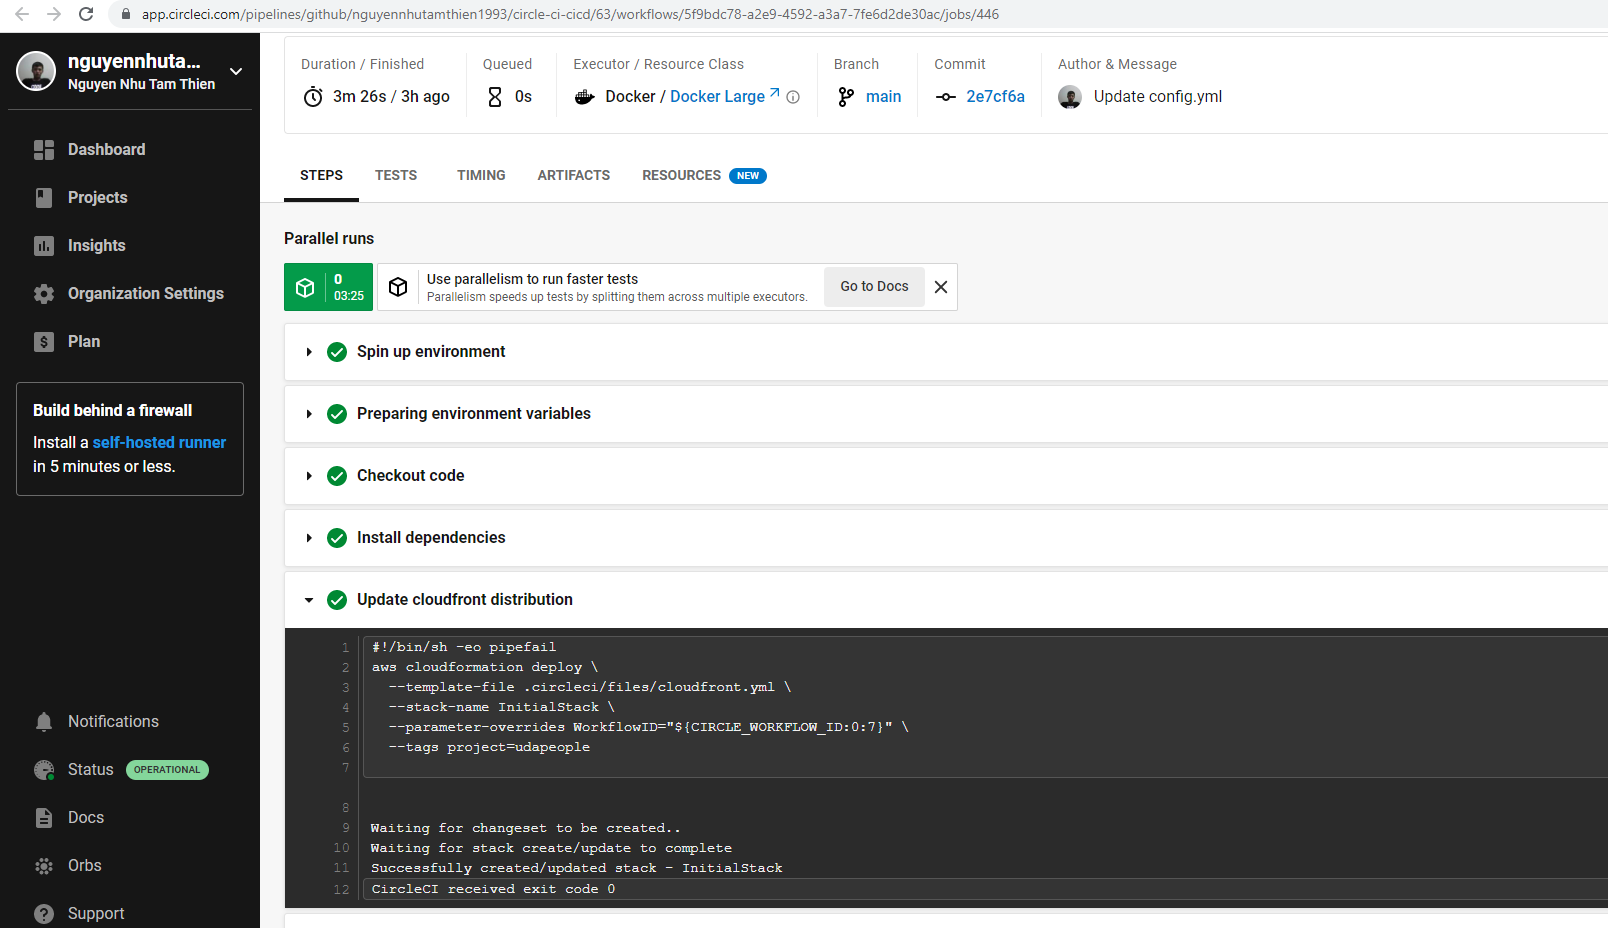 app.circleci.com/pipelines/github/nguyennhutamthien1993/circle-ci-cicd/63/workflows/5f9bdc78-a2e9-4592-a3a7-7fe6d2de30ac/jobs/446
nguyennhuta...
Nguyen Nhu Tam Thien
Dashboard
Projects
Insights
Organization Settings
Plan
Build behind a firewall
Install a self-hosted runner
in 5 minutes or less.
Notifications
Status OPERATIONAL
Docs
Orbs
Support
Duration / Finished
3m 26s / 3h ago
Queued
0s
Executor / Resource Class
Docker / Docker Large
Branch
main
Commit
2e7cf6a
Author & Message
Update config.yml
STEPS TESTS TIMING ARTIFACTS RESOURCES NEW
Parallel runs
0
03:25
Use parallelism to run faster tests
Parallelism speeds up tests by splitting them across multiple executors.
Go to Docs
Spin up environment
Preparing environment variables
Checkout code
Install dependencies
Update cloudfront distribution
1 #!/bin/sh -eo pipefail
2 aws cloudformation deploy \
3 --template-file .circleci/files/cloudfront.yml \
4 --stack-name InitialStack \
5 --parameter-overrides WorkflowID="${CIRCLE_WORKFLOW_ID:0:7}" \
6 --tags project=udapeople
7
8
9 Waiting for changeset to be created..
10 Waiting for stack create/update to complete
11 Successfully created/updated stack - InitialStack
12 CircleCI received exit code 0